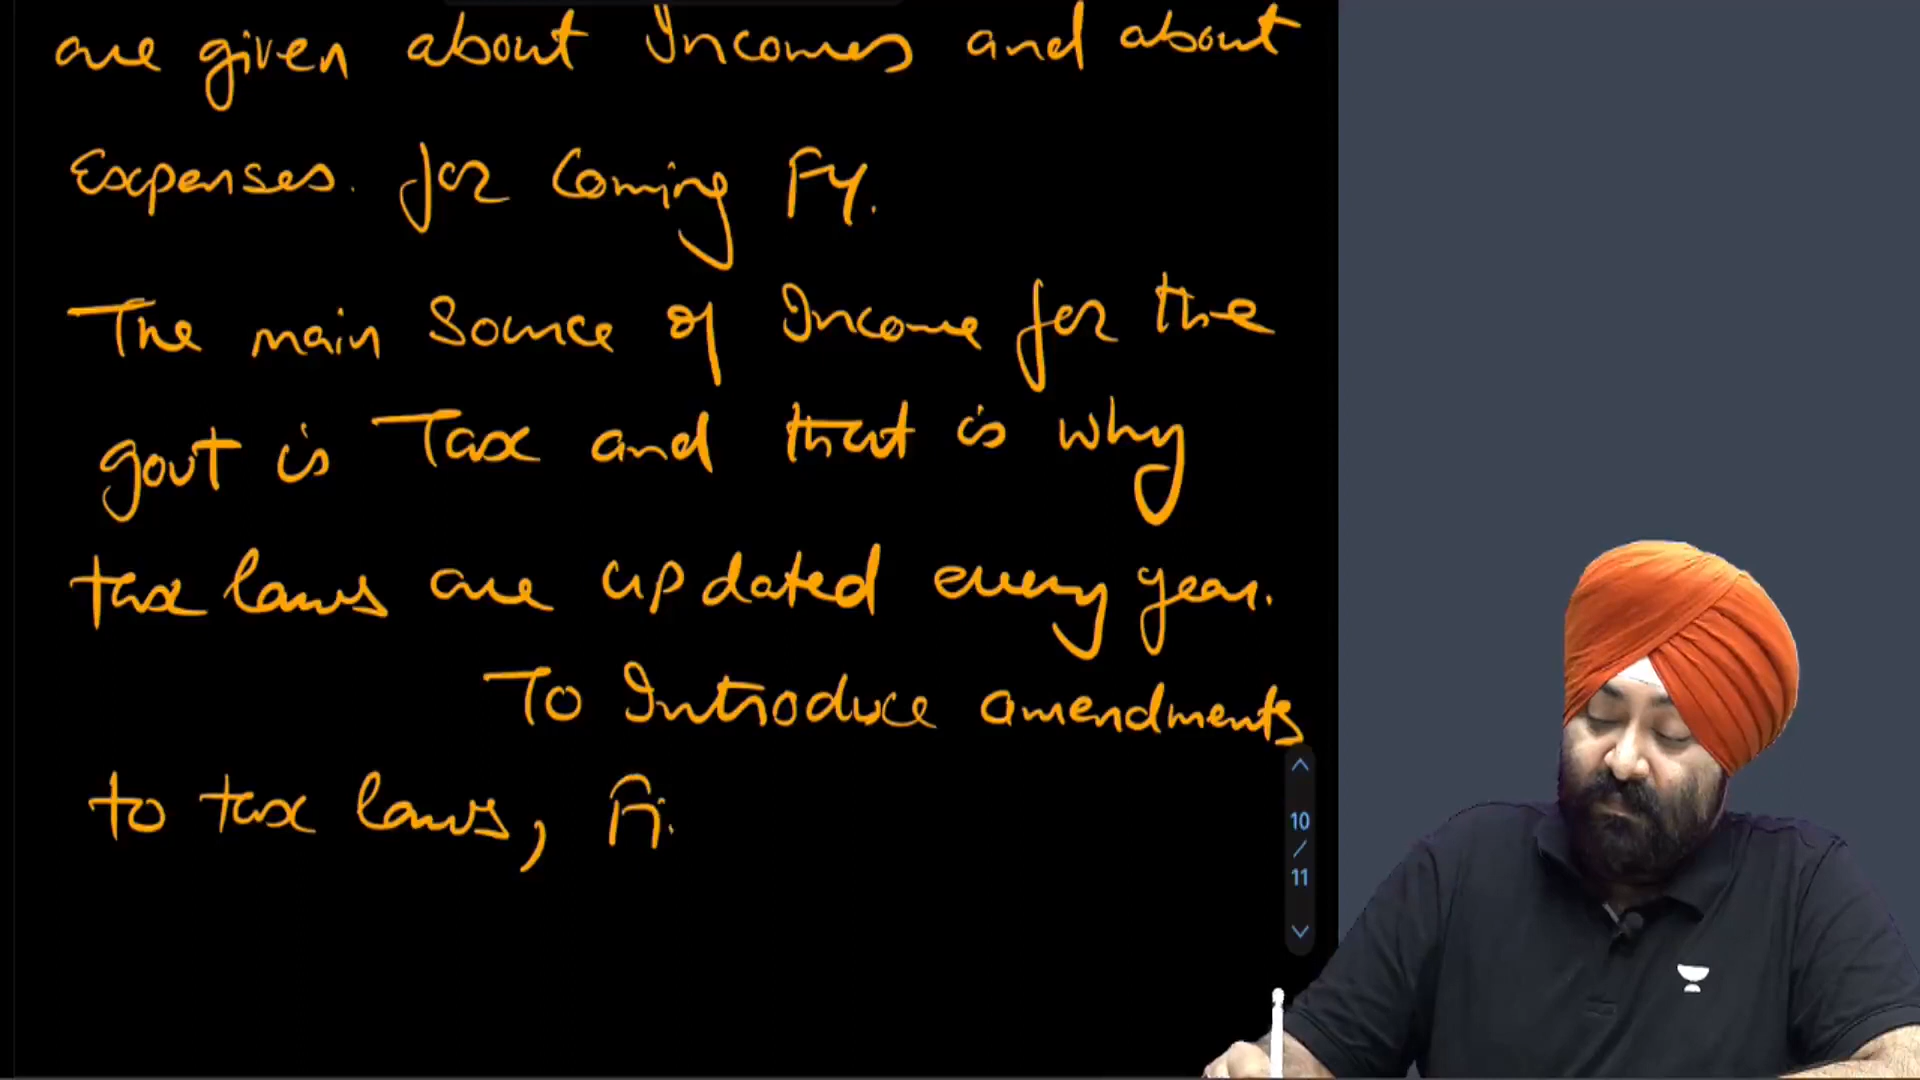 are given about Incomes and about
Expenses. for Coming FY.
The main Source of Income for the
govt is Tax and that is why
tax laws are updated every year.
To Introduce amendments
to tax laws, Fi
10
/
11